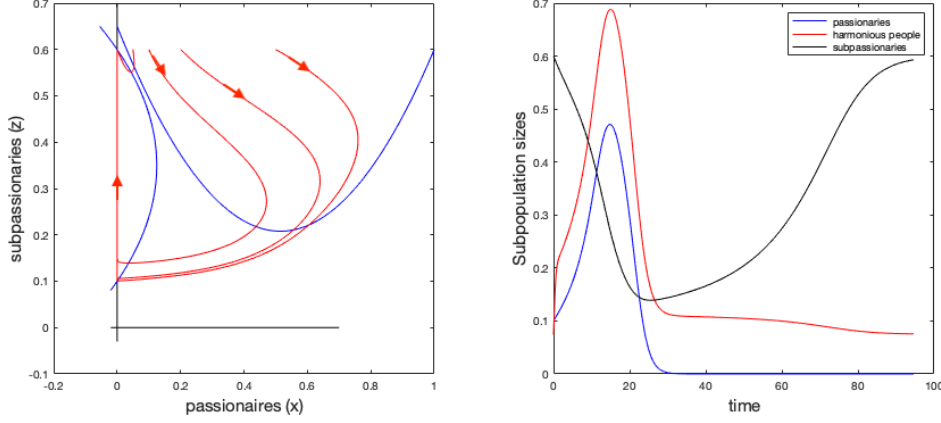 0.7
0.6
0.5
0.4
0.3
0.2
0.1
0
-0.1
-0.2 0 0.2 0.4 0.6 0.8 1
subpassionaries (z)
passionaires (x)
0.7
0.6
0.5
0.4
0.3
0.2
0.1
0
0 20 40 60 80 100
Subpopulation sizes
time
passionaries
harmonious people
subpassionaries